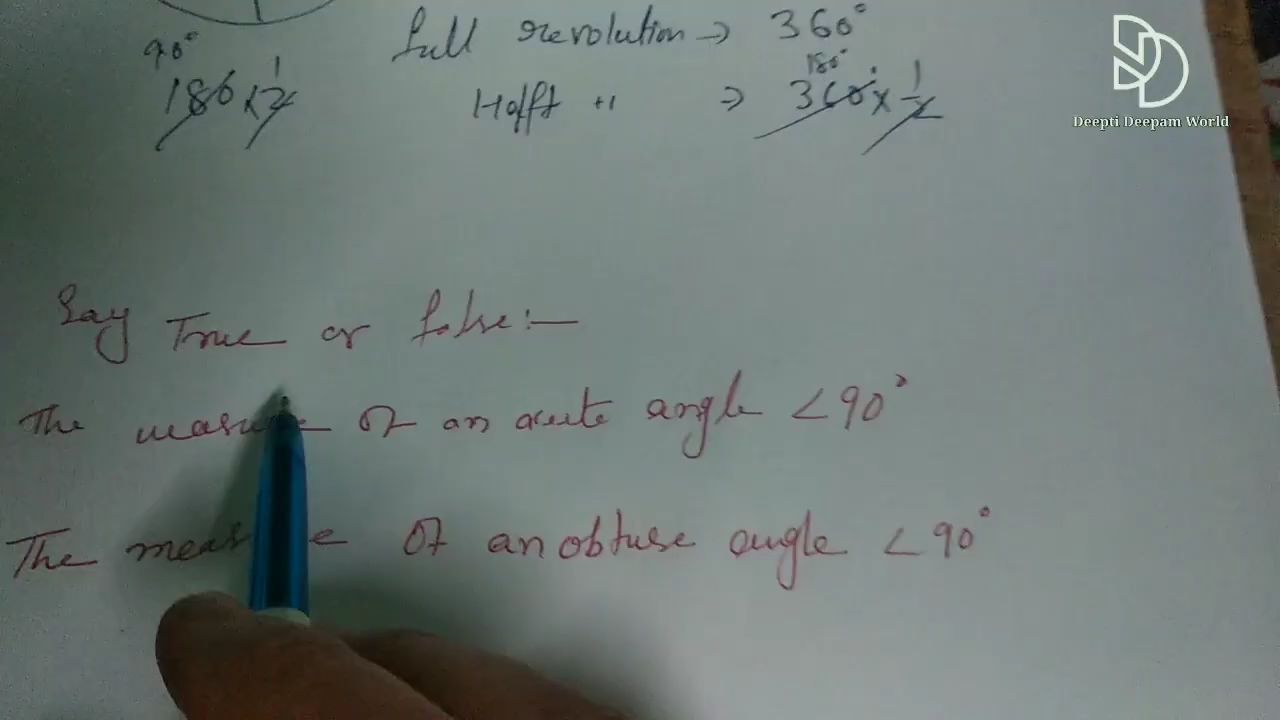 full revolution → 360°
90°
180 × 1/2
180°
Half " ⇒ 360° × 1/2
Deepti Deepam World
Say True or false:—
The measure of an acute angle < 90°
The measure of an obtuse angle < 90°